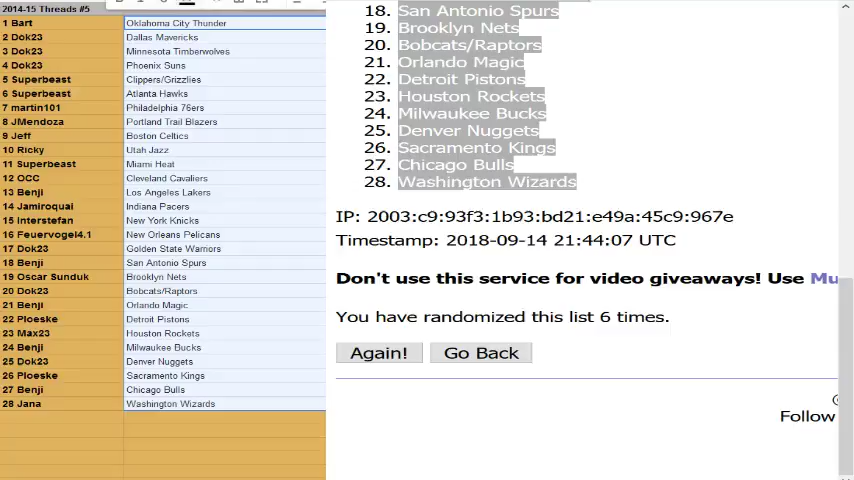 2014-15 Threads #5
1 Bart Oklahoma City Thunder
2 Dok23 Dallas Mavericks
3 Dok23 Minnesota Timberwolves
4 Dok23 Phoenix Suns
5 Superbeast Clippers/Grizzlies
6 Superbeast Atlanta Hawks
7 martin101 Philadelphia 76ers
8 JMendoza Portland Trail Blazers
9 Jeff Boston Celtics
10 Ricky Utah Jazz
11 Superbeast Miami Heat
12 OCC Cleveland Cavaliers
13 Benji Los Angeles Lakers
14 Jamiroquai Indiana Pacers
15 Interstefan New York Knicks
16 Feuervogel4.1 New Orleans Pelicans
17 Dok23 Golden State Warriors
18 Benji San Antonio Spurs
19 Oscar Sunduk Brooklyn Nets
20 Dok23 Bobcats/Raptors
21 Benji Orlando Magic
22 Ploeske Detroit Pistons
23 Max23 Houston Rockets
24 Benji Milwaukee Bucks
25 Dok23 Denver Nuggets
26 Ploeske Sacramento Kings
27 Benji Chicago Bulls
28 Jana Washington Wizards
18. San Antonio Spurs
19. Brooklyn Nets
20. Bobcats/Raptors
21. Orlando Magic
22. Detroit Pistons
23. Houston Rockets
24. Milwaukee Bucks
25. Denver Nuggets
26. Sacramento Kings
27. Chicago Bulls
28. Washington Wizards
IP: 2003:c9:93f3:1b93:bd21:e49a:45c9:967e
Timestamp: 2018-09-14 21:44:07 UTC
Don't use this service for video giveaways! Use Mu
You have randomized this list 6 times.
Again! Go Back
Follow